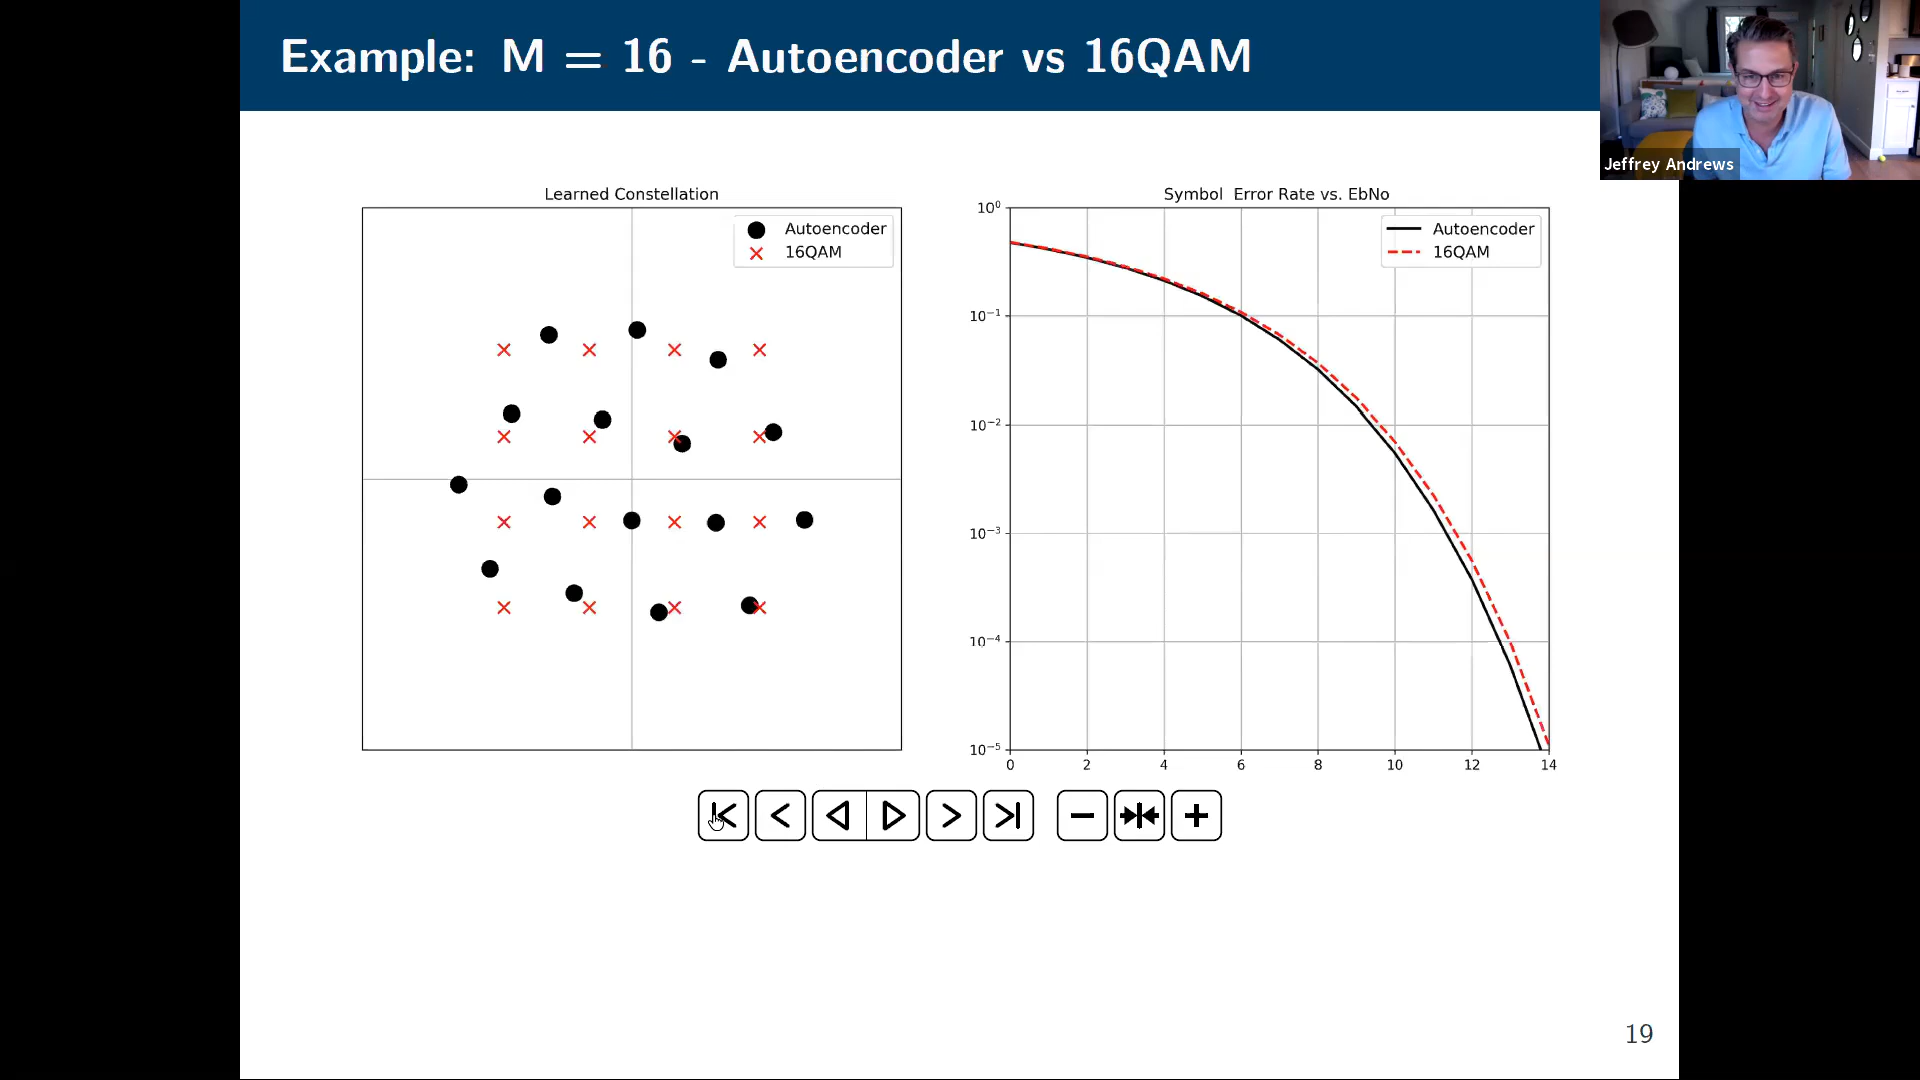 Example: M = 16 - Autoencoder vs 16QAM
Jeffrey Andrews
Learned Constellation
Autoencoder
16QAM
Symbol Error Rate vs. EbNo
Autoencoder
16QAM
10⁰
10⁻¹
10⁻²
10⁻³
10⁻⁴
10⁻⁵
0 2 4 6 8 10 12 14
19